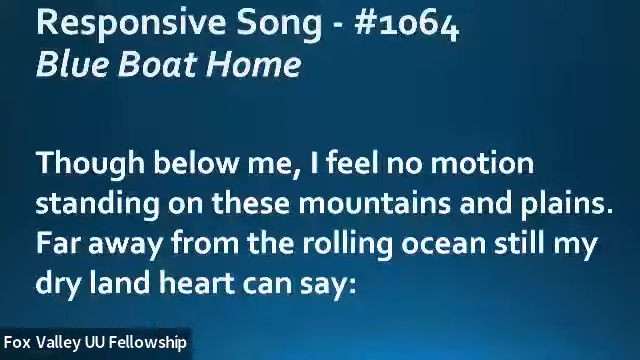 Responsive Song - #1064
Blue Boat Home
Though below me, I feel no motion
standing on these mountains and plains.
Far away from the rolling ocean still my
dry land heart can say:
Fox Valley UU Fellowship